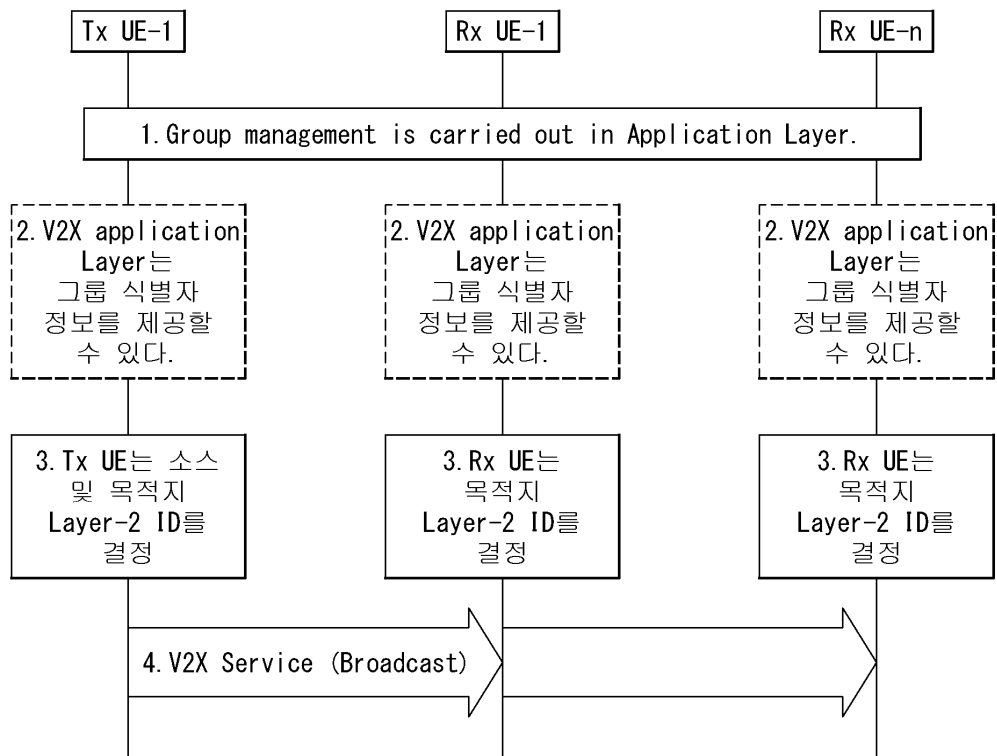 Tx UE-1
Rx UE-1
Rx UE-n
1. Group management is carried out in Application Layer.
2. V2X application
Layer는
그룹 식별자
정보를 제공할
수 있다.
2. V2X application
Layer는
그룹 식별자
정보를 제공할
수 있다.
2. V2X application
Layer는
그룹 식별자
정보를 제공할
수 있다.
3. Tx UE는 소스
및 목적지
Layer-2 ID를
결정
3. Rx UE는
목적지
Layer-2 ID를
결정
3. Rx UE는
목적지
Layer-2 ID를
결정
4. V2X Service (Broadcast)